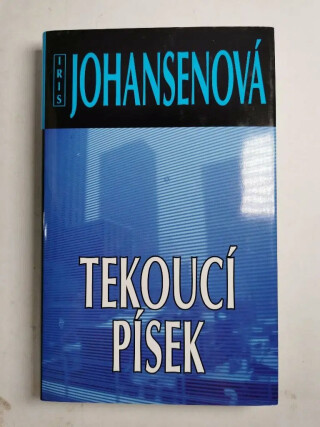 IRIS
JOHANSENOVÁ
TEKOUCÍ
PÍSEK